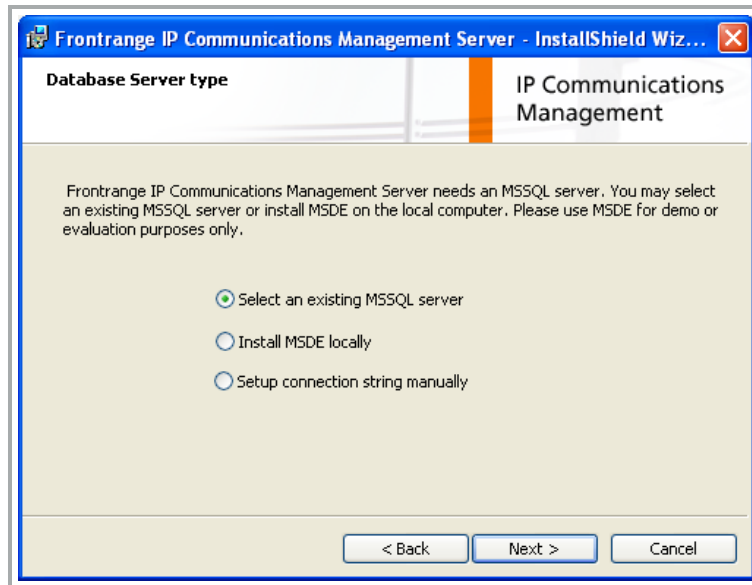 Frontrange IP Communications Management Server - InstallShield Wiz...
Database Server type
IP Communications
Management
Frontrange IP Communications Management Server needs an MSSQL server. You may select
an existing MSSQL server or install MSDE on the local computer. Please use MSDE for demo or
evaluation purposes only.
Select an existing MSSQL server
Install MSDE locally
Setup connection string manually
< Back
Next >
Cancel